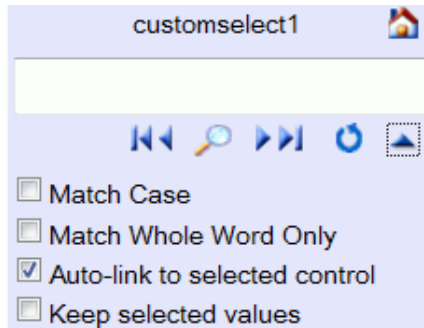 customselect1
Match Case
Match Whole Word Only
Auto-link to selected control
Keep selected values